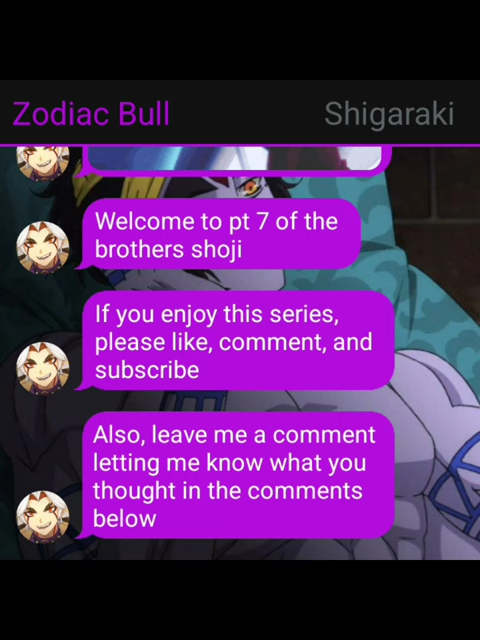 Zodiac Bull
Shigaraki
Welcome to pt 7 of the
brothers shoji
If you enjoy this series,
please like, comment, and
subscribe
Also, leave me a comment
letting me know what you
thought in the comments
below